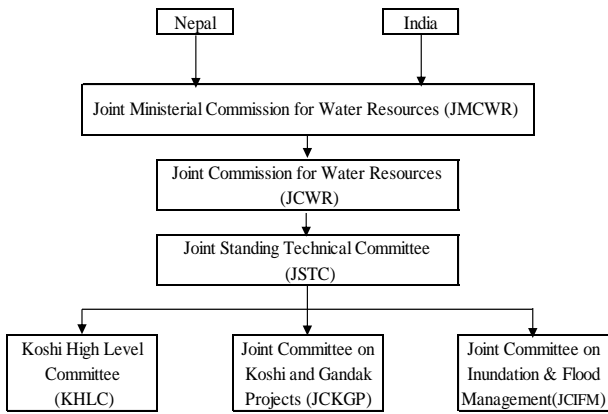 Nepal
India
Joint Ministerial Commission for Water Resources (JMCWR)
Joint Commission for Water Resources
(JCWR)
Joint Standing Technical Committee
(JSTC)
Koshi High Level
Committee
(KHLC)
Joint Committee on
Koshi and Gandak
Projects (JCKGP)
Joint Committee on
Inundation & Flood
Management(JCIFM)